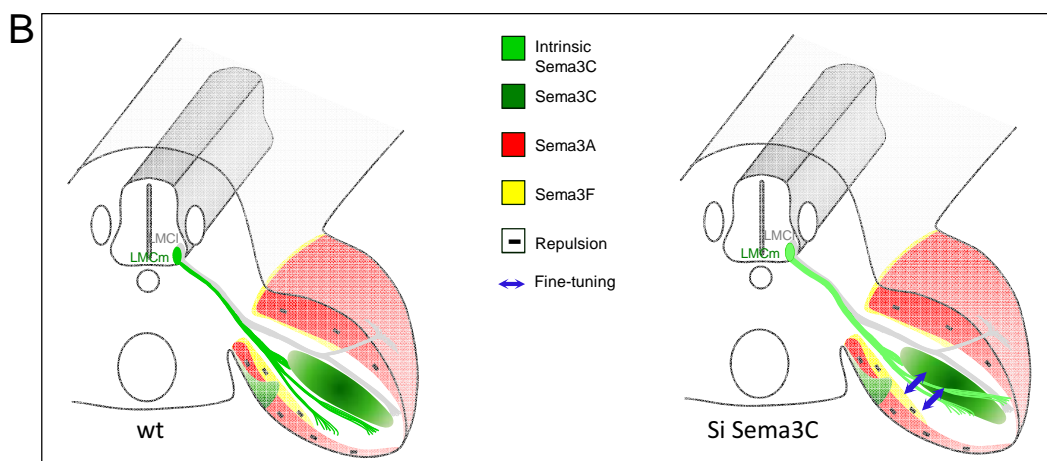 B
Intrinsic
Sema3C
Sema3C
Sema3A
Sema3F
Repulsion
Fine-tuning
LMCl
LMCm
wt
LMCl
LMCm
Si Sema3C